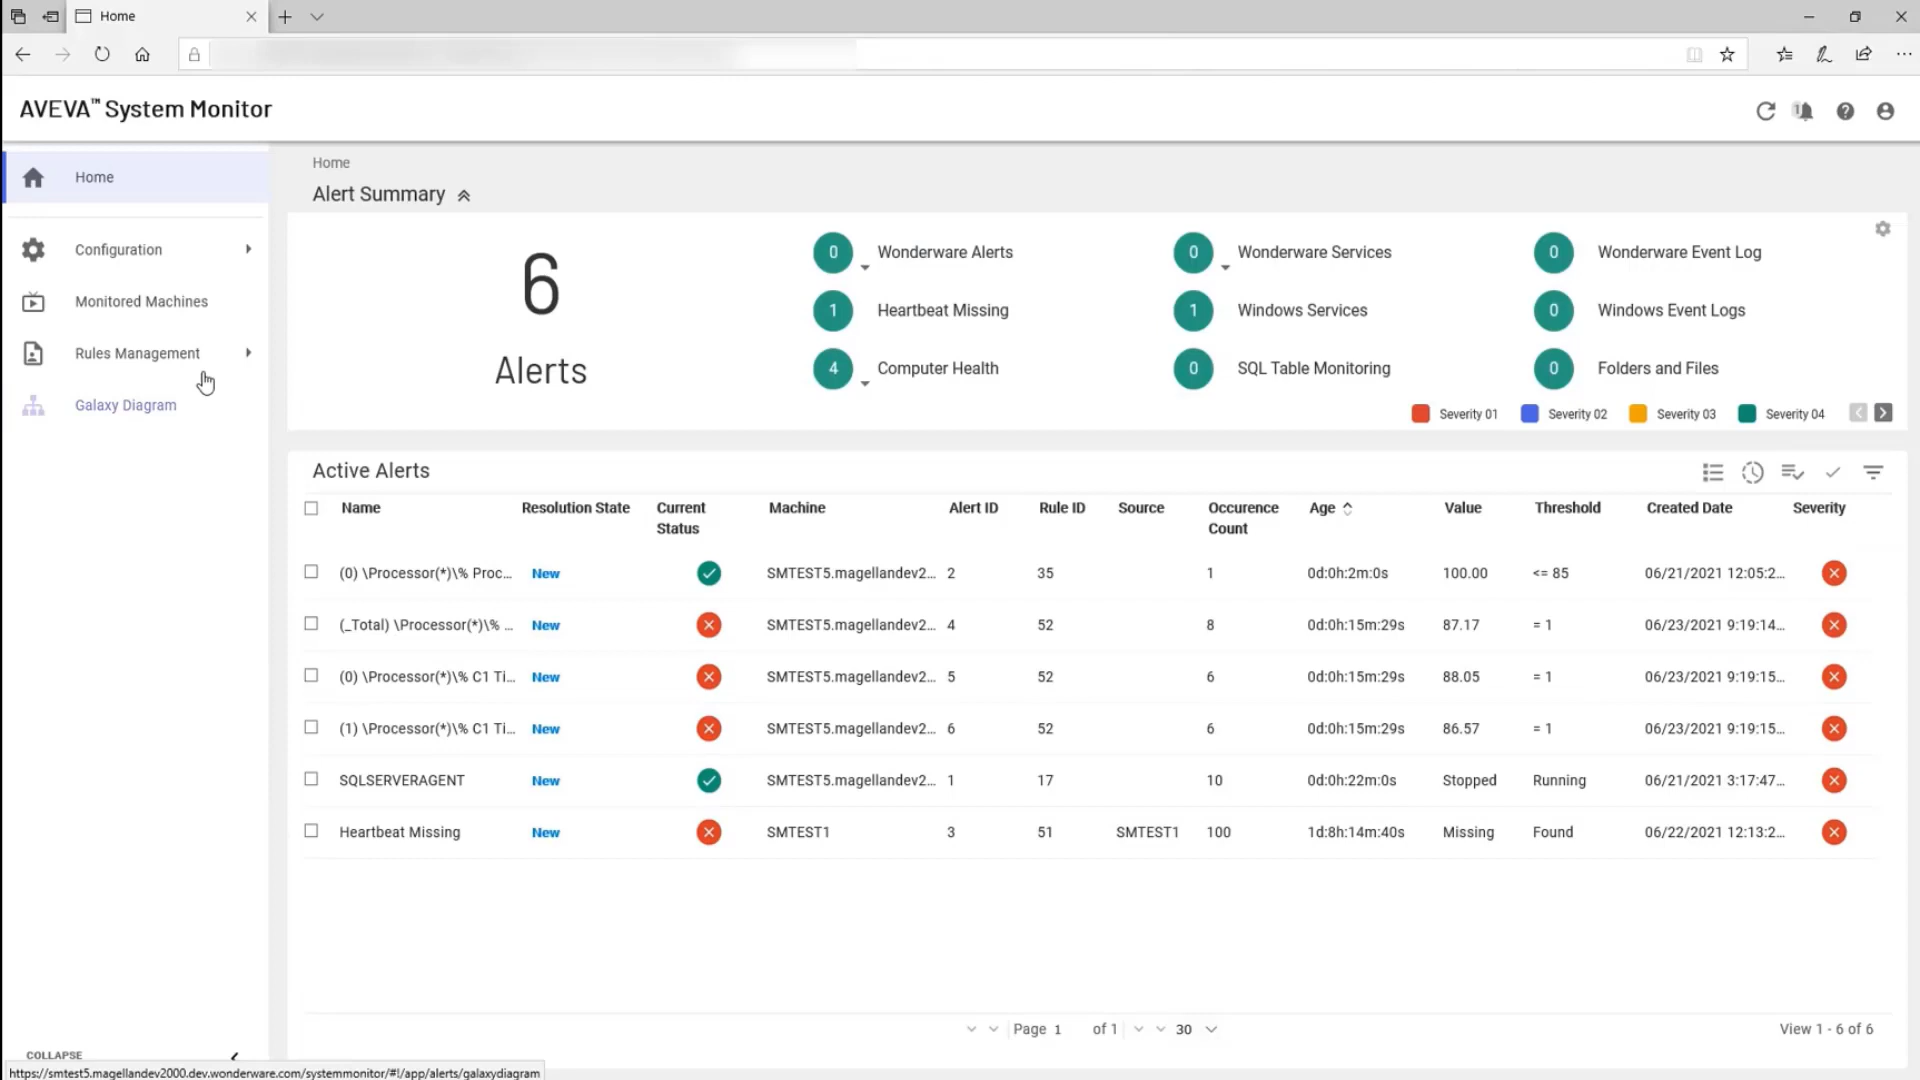 Home
AVEVA™ System Monitor
1
Home
Configuration
Monitored Machines
Rules Management
Galaxy Diagram
COLLAPSE
Home
Alert Summary
6
Alerts
0 Wonderware Alerts
0 Wonderware Services
0 Wonderware Event Log
1 Heartbeat Missing
1 Windows Services
0 Windows Event Logs
4 Computer Health
0 SQL Table Monitoring
0 Folders and Files
Severity 01 Severity 02 Severity 03 Severity 04
Active Alerts
Name Resolution State Current Status Machine Alert ID Rule ID Source Occurence Count Age Value Threshold Created Date Severity
(0) \Processor(*)\% Proc... New SMTEST5.magellandev2... 2 35 1 0d:0h:2m:0s 100.00 <= 85 06/21/2021 12:05:2...
(_Total) \Processor(*)\% ... New SMTEST5.magellandev2... 4 52 8 0d:0h:15m:29s 87.17 = 1 06/23/2021 9:19:14...
(0) \Processor(*)\% C1 Ti... New SMTEST5.magellandev2... 5 52 6 0d:0h:15m:29s 88.05 = 1 06/23/2021 9:19:15...
(1) \Processor(*)\% C1 Ti... New SMTEST5.magellandev2... 6 52 6 0d:0h:15m:29s 86.57 = 1 06/23/2021 9:19:15...
SQLSERVERAGENT New SMTEST5.magellandev2... 1 17 10 0d:0h:22m:0s Stopped Running 06/21/2021 3:17:47...
Heartbeat Missing New SMTEST1 3 51 SMTEST1 100 1d:8h:14m:40s Missing Found 06/22/2021 12:13:2...
Page 1 of 1 30
View 1 - 6 of 6
https://smtest5.magellandev2000.dev.wonderware.com/systemmonitor/#!/app/alerts/galaxydiagram